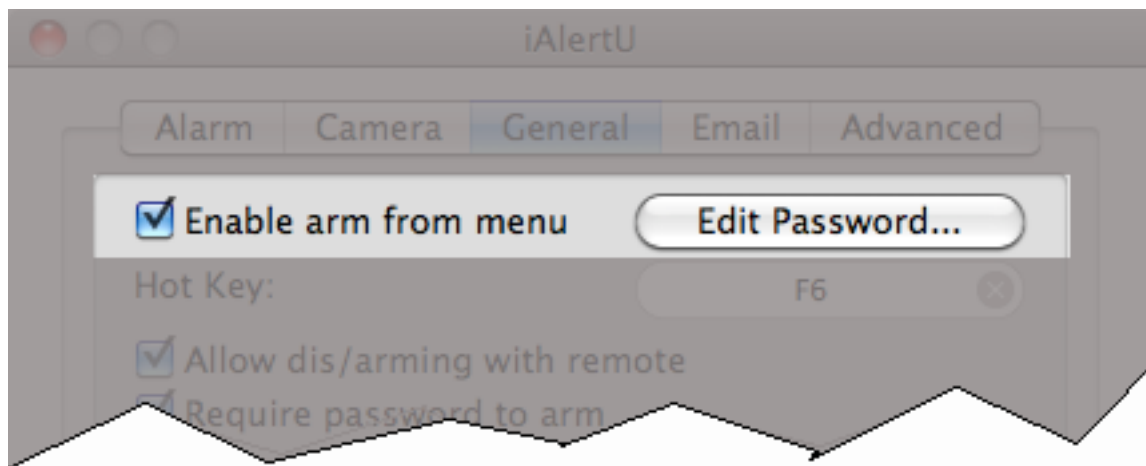 iAlertU
Alarm Camera General Email Advanced
Enable arm from menu Edit Password...
Hot Key: F6
Allow dis/arming with remote
Require password to arm